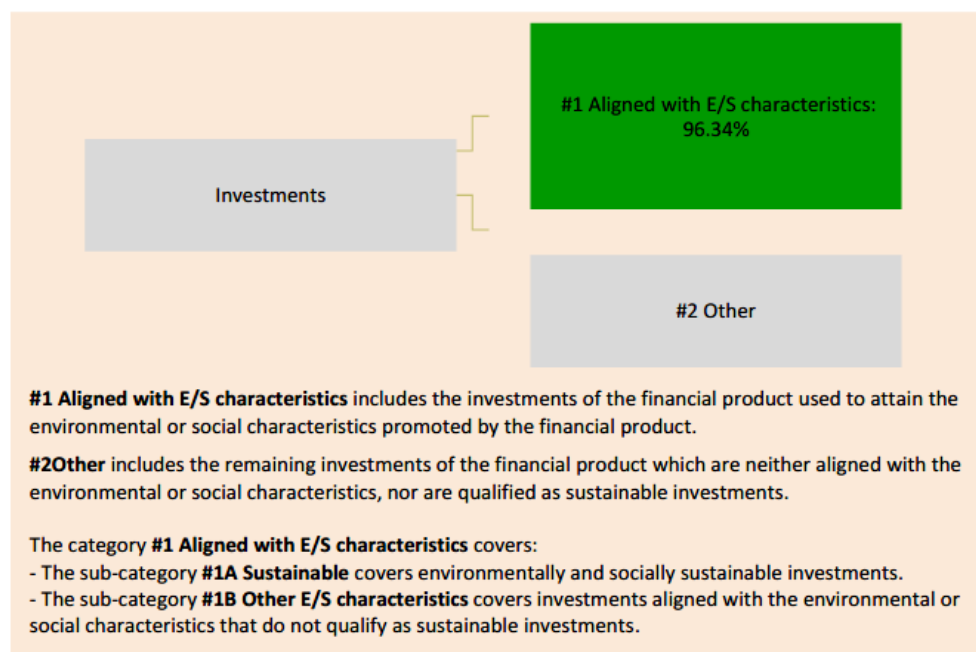 #1 Aligned with E/S characteristics:
96.34%
Investments
#2 Other
#1 Aligned with E/S characteristics includes the investments of the financial product used to attain the
environmental or social characteristics promoted by the financial product.
#2Other includes the remaining investments of the financial product which are neither aligned with the
environmental or social characteristics, nor are qualified as sustainable investments.
The category #1 Aligned with E/S characteristics covers:
- The sub-category #1A Sustainable covers environmentally and socially sustainable investments.
- The sub-category #1B Other E/S characteristics covers investments aligned with the environmental or
social characteristics that do not qualify as sustainable investments.